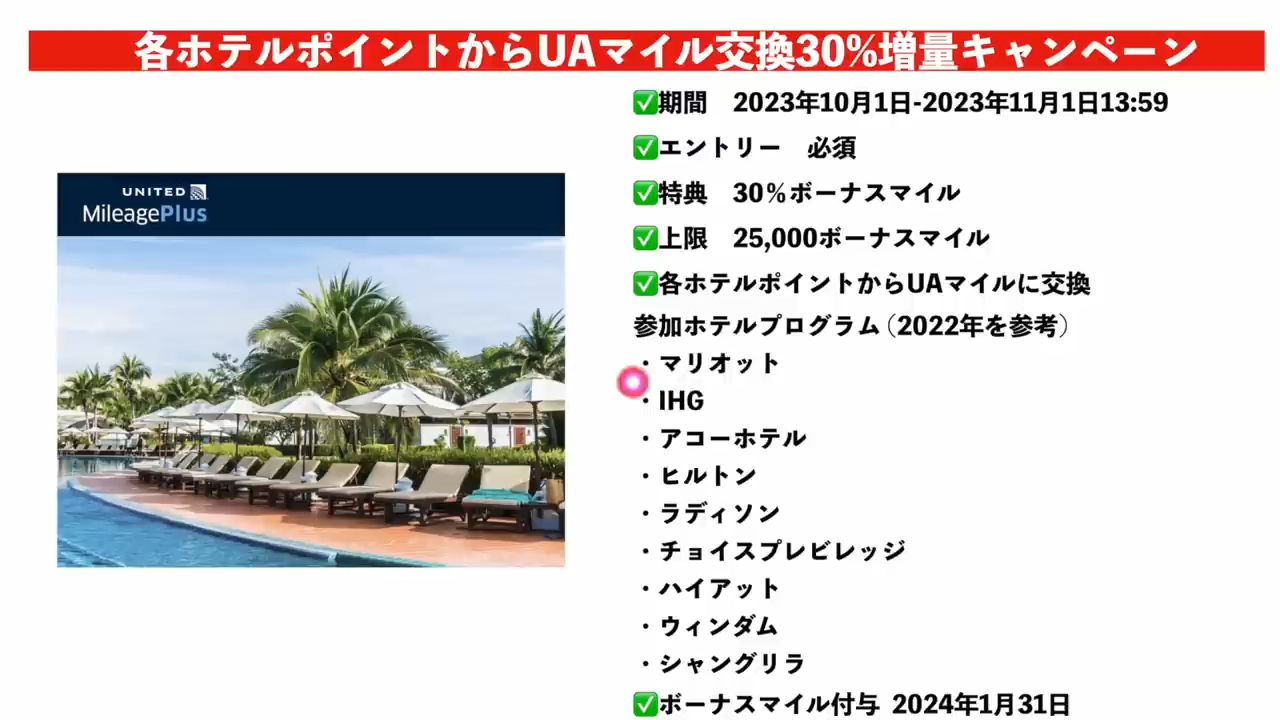 各ホテルポイントからUAマイル交換30%増量キャンペーン
✅期間　2023年10月1日-2023年11月1日13:59
✅エントリー　必須
✅特典　30％ボーナスマイル
✅上限　25,000ボーナスマイル
✅各ホテルポイントからUAマイルに交換
参加ホテルプログラム（2022年を参考）
・マリオット
・IHG
・アコーホテル
・ヒルトン
・ラディソン
・チョイスプレビレッジ
・ハイアット
・ウィンダム
・シャングリラ
✅ボーナスマイル付与 2024年1月31日
UNITED
MileagePlus